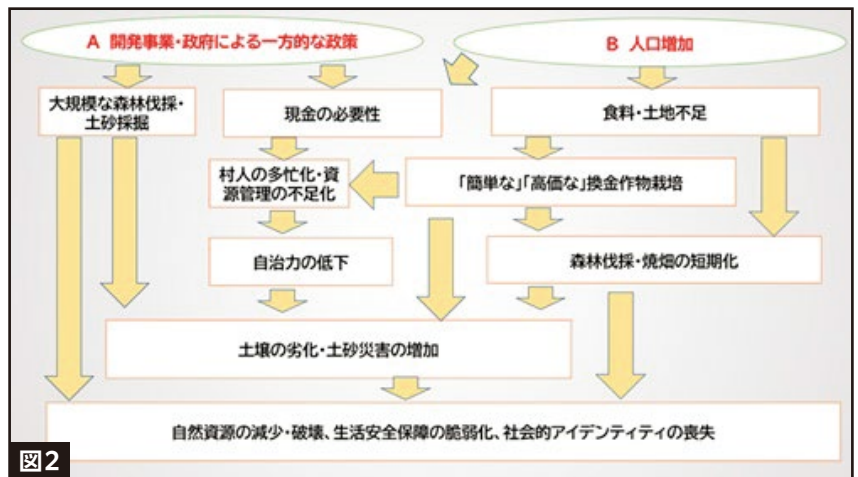 A 開発事業・政府による一方的な政策
B 人口増加
大規模な森林伐採・
土砂採掘
現金の必要性
食料・土地不足
村人の多忙化・資
源管理の不足化
「簡単な」「高価な」換金作物栽培
自治力の低下
森林伐採・焼畑の短期化
土壌の劣化・土砂災害の増加
自然資源の減少・破壊、生活安全保障の脆弱化、社会的アイデンティティの喪失
図2